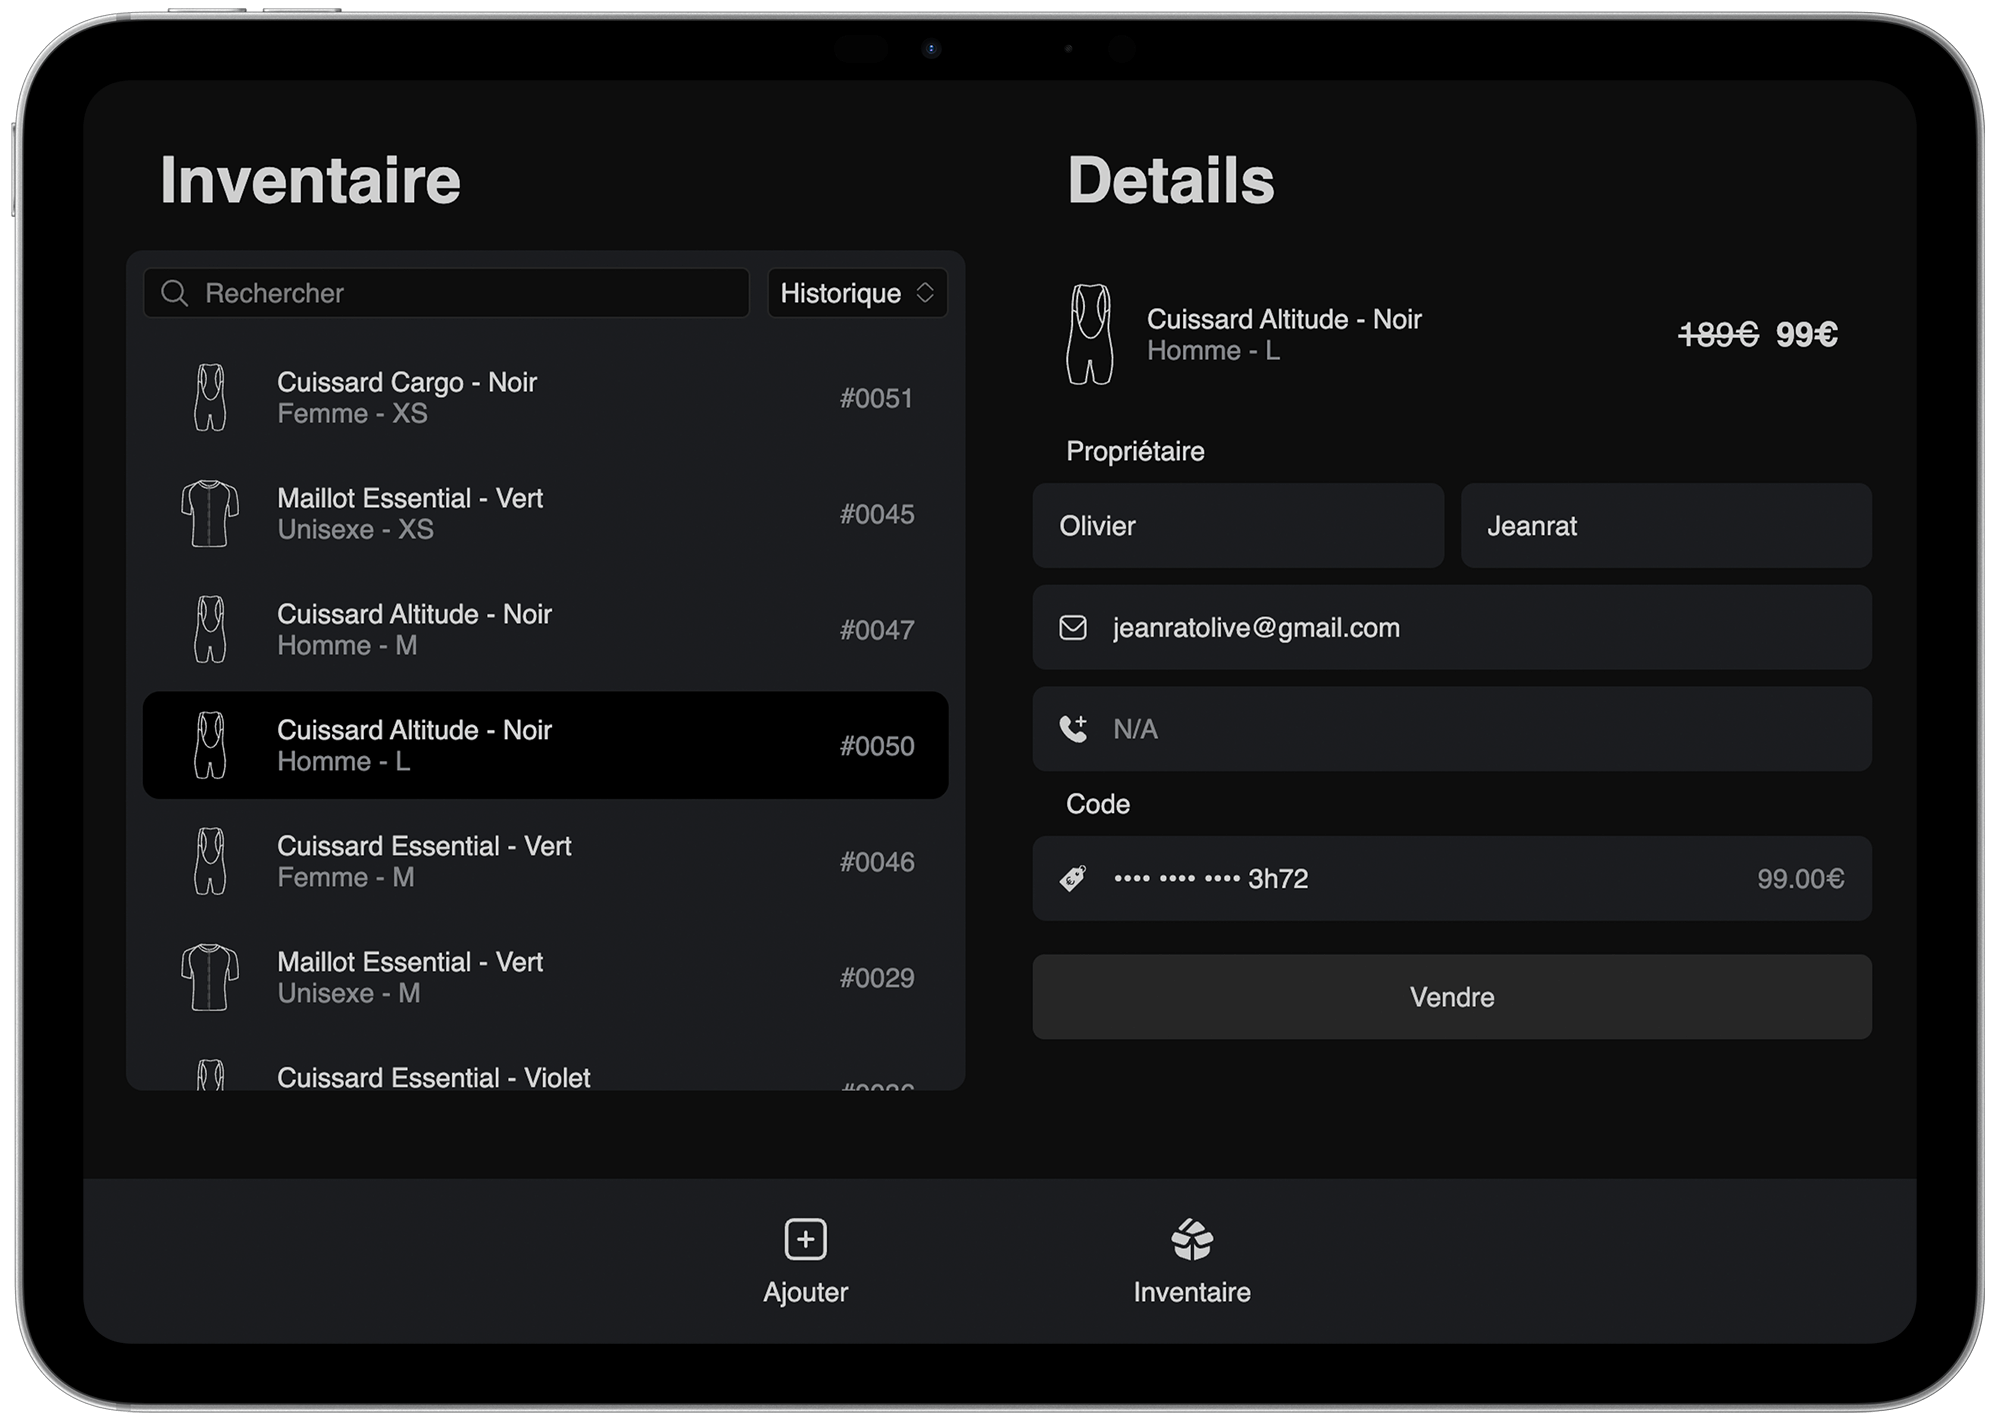 Inventaire
Rechercher
Historique
Cuissard Cargo - Noir
Femme - XS
#0051
Maillot Essential - Vert
Unisexe - XS
#0045
Cuissard Altitude - Noir
Homme - M
#0047
Cuissard Altitude - Noir
Homme - L
#0050
Cuissard Essential - Vert
Femme - M
#0046
Maillot Essential - Vert
Unisexe - M
#0029
Cuissard Essential - Violet
Details
Cuissard Altitude - Noir
Homme - L
189€ 99€
Propriétaire
Olivier
Jeanrat
jeanratolive@gmail.com
N/A
Code
•••• •••• •••• 3h72
99.00€
Vendre
Ajouter
Inventaire